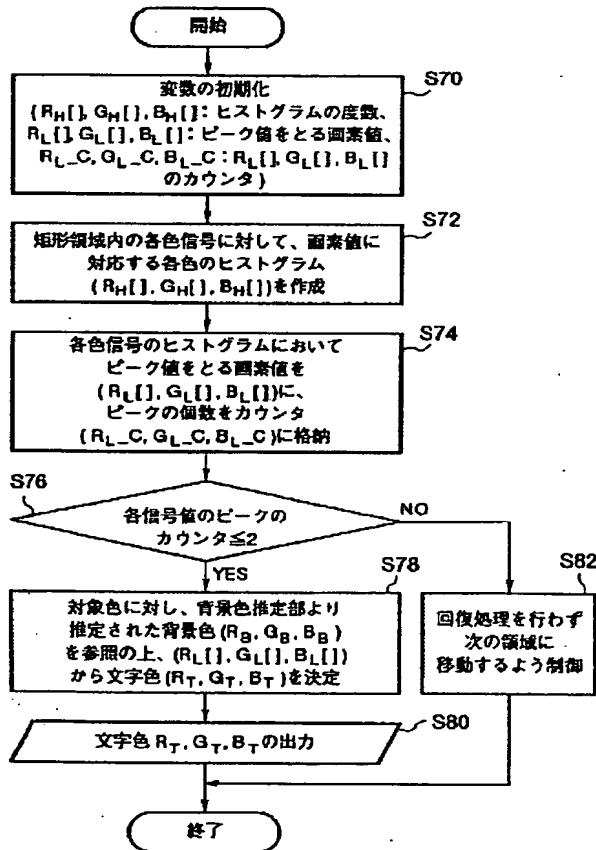 開始
S70
変数の初期化
(R_H[], G_H[], B_H[]:ヒストグラムの度数、
R_L[], G_L[], B_L[]:ピーク値をとる画素値、
R_L_C, G_L_C, B_L_C:R_L[], G_L[], B_L[]
のカウンタ)
S72
矩形領域内の各色信号に対して、画素値に
対応する各色のヒストグラム
(R_H[], G_H[], B_H[])を作成
S74
各色信号のヒストグラムにおいて
ピーク値をとる画素値を
(R_L[], G_L[], B_L[])に、
ピークの個数をカウンタ
(R_L_C, G_L_C, B_L_C)に格納
S76
各信号値のピークの
カウンタ≦2
NO
YES
S78
対象色に対し、背景色推定部より
推定された背景色(R_B, G_B, B_B)
を参照の上、(R_L[], G_L[], B_L[])
から文字色(R_T, G_T, B_T)を決定
S82
回復処理を行わず
次の領域に
移動するよう制御
S80
文字色 R_T, G_T, B_Tの出力
終了